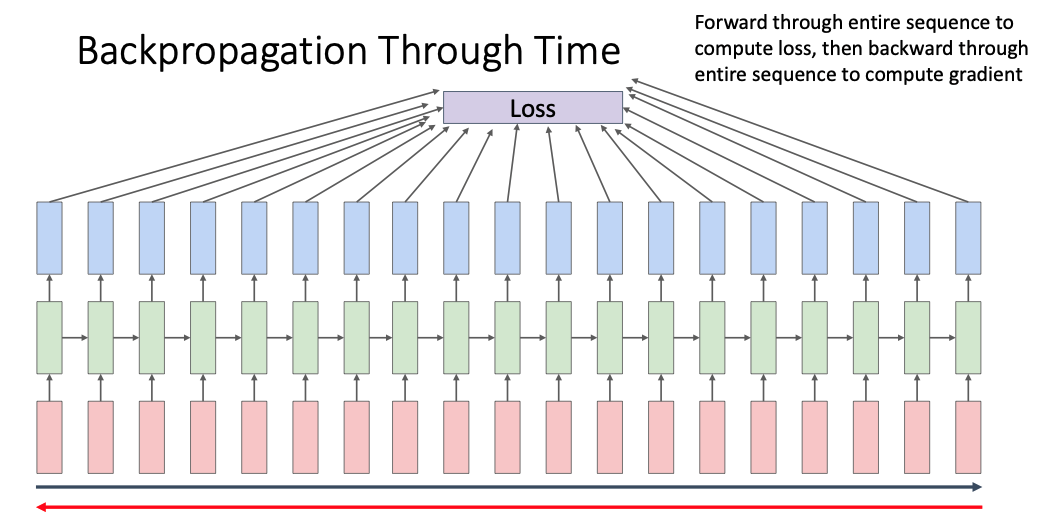 Backpropagation Through Time
Forward through entire sequence to
compute loss, then backward through
entire sequence to compute gradient
Loss